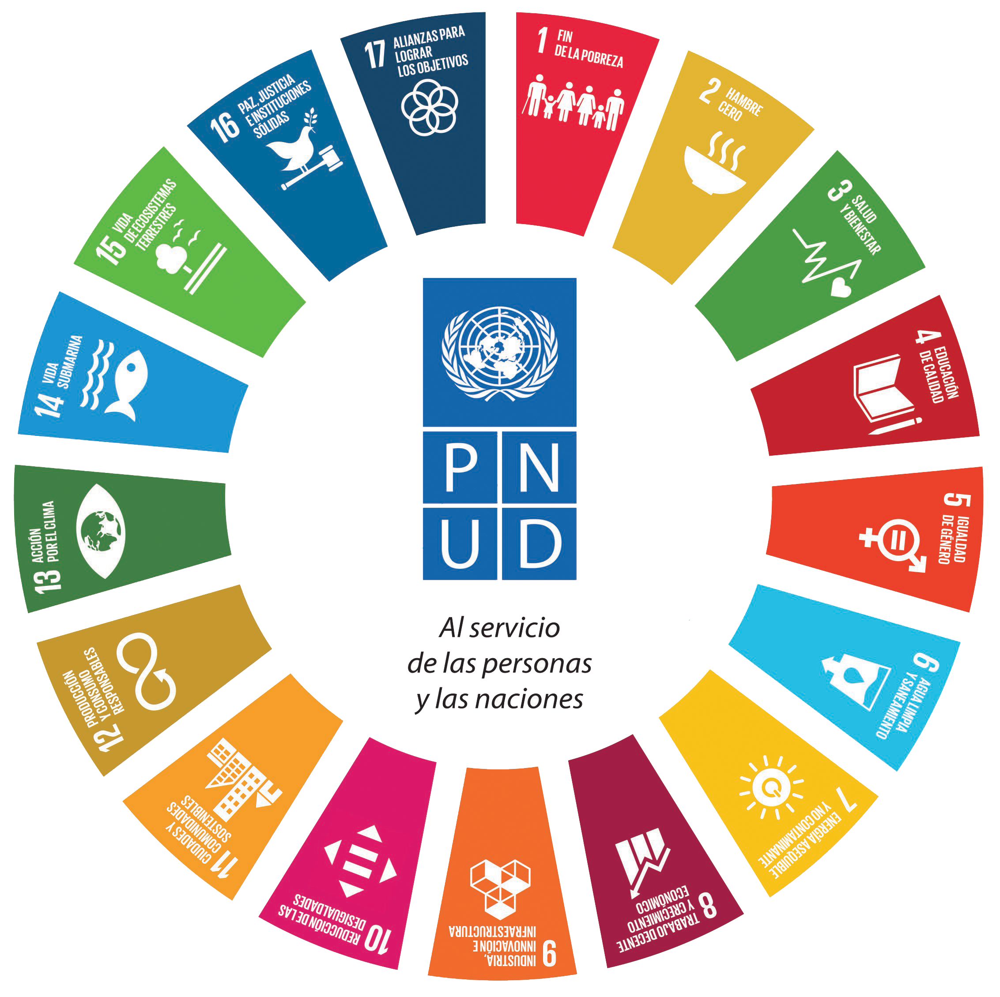 1 FIN
DE LA POBREZA
2 HAMBRE
CERO
3 SALUD
Y BIENESTAR
4 EDUCACIÓN
DE CALIDAD
5 IGUALDAD
DE GÉNERO
6 AGUA LIMPIA
Y SANEAMIENTO
7 ENERGÍA ASEQUIBLE
Y NO CONTAMINANTE
8 TRABAJO DECENTE
Y CRECIMIENTO
ECONÓMICO
9 INDUSTRIA,
INNOVACIÓN E
INFRAESTRUCTURA
10 REDUCCIÓN DE LAS
DESIGUALDADES
11 CIUDADES Y
COMUNIDADES
SOSTENIBLES
12 PRODUCCIÓN
Y CONSUMO
RESPONSABLES
13 ACCIÓN
POR EL CLIMA
14 VIDA
SUBMARINA
15 VIDA
DE ECOSISTEMAS
TERRESTRES
16 PAZ, JUSTICIA
E INSTITUCIONES
SÓLIDAS
17 ALIANZAS PARA
LOGRAR
LOS OBJETIVOS
P N
U D
Al servicio
de las personas
y las naciones